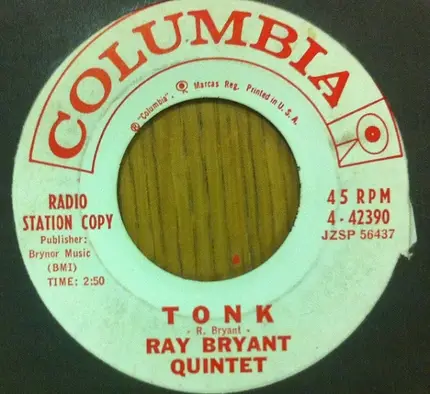 COLUMBIA
® "Columbia" Marcas Reg. Printed in U.S.A.
RADIO
STATION COPY
Publisher:
Brynor Music
(BMI)
TIME: 2:50
45 RPM
4-42390
JZSP 56437
TONK
- R. Bryant -
RAY BRYANT
QUINTET